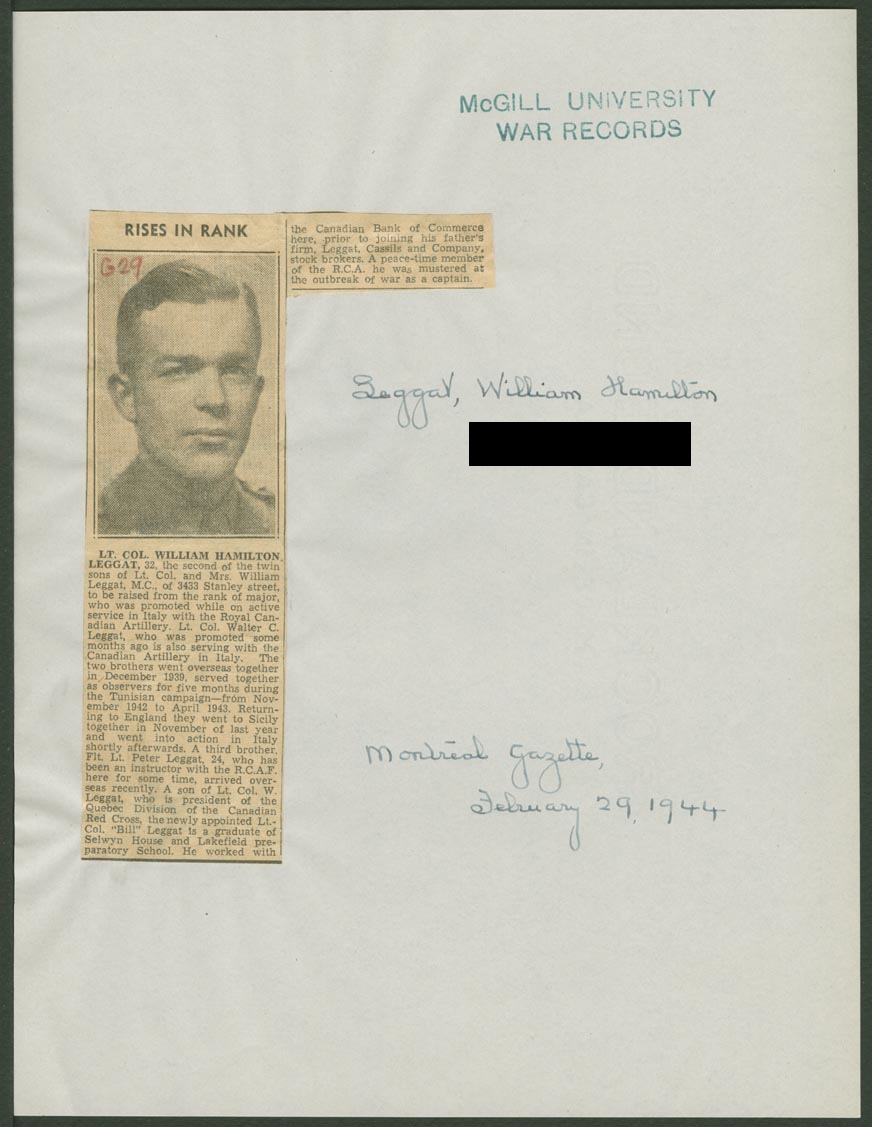 McGILL UNIVERSITY
WAR RECORDS
RISES IN RANK
G29
LT. COL. WILLIAM HAMILTON
LEGGAT, 32, the second of the twin
sons of Lt. Col. and Mrs. William
Leggat, M.C., of 3433 Stanley street,
to be raised from the rank of major,
who was promoted while on active
service in Italy with the Royal Can-
adian Artillery. Lt. Col. Walter C.
Leggat, who was promoted some
months ago is also serving with the
Canadian Artillery in Italy. The
two brothers went overseas together
in December 1939, served together
as observers for five months during
the Tunisian campaign—from Nov-
ember 1942 to April 1943. Return-
ing to England they went to Sicily
together in November of last year
and went into action in Italy
shortly afterwards. A third brother,
Flt. Lt. Peter Leggat, 24, who has
been an instructor with the R.C.A.F.
here for some time, arrived over-
seas recently. A son of Lt. Col. W.
Leggat, who is president of the
Quebec Division of the Canadian
Red Cross, the newly appointed Lt.-
Col. "Bill" Leggat is a graduate of
Selwyn House and Lakefield pre-
paratory School. He worked with
the Canadian Bank of Commerce
here, prior to joining his father's
firm, Leggat, Cassils and Company,
stock brokers. A peace-time member
of the R.C.A. he was mustered at
the outbreak of war as a captain.
Leggat, William Hamilton
Montreal Gazette,
February 29, 1944